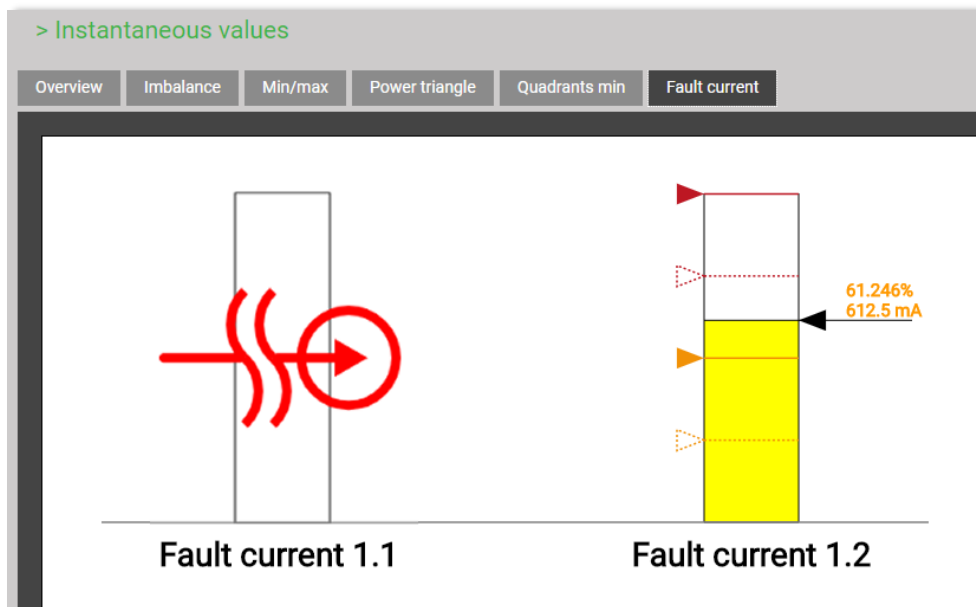 > Instantaneous values
Overview Imbalance Min/max Power triangle Quadrants min Fault current
61.246%
612.5 mA
Fault current 1.1 Fault current 1.2